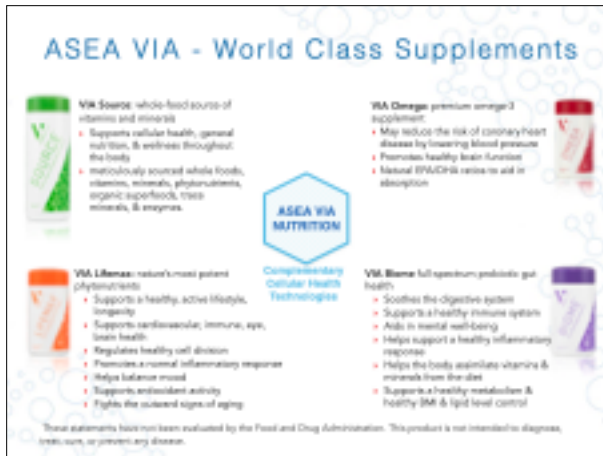 ASEA VIA - World Class Supplements
VIA Source: whole-food source of
vitamins and minerals
Supports cellular health, general
nutrition, & wellness throughout
the body
meticulously sourced whole foods,
vitamins, minerals, phytonutrients,
organic superfoods, trace
minerals, & enzymes.
VIA Omega: premium omega-3
supplement:
May reduce the risk of coronary heart
disease by lowering blood pressure
Promotes healthy brain function
Natural EPA/DHA ratios to aid in
absorption
ASEA VIA
NUTRITION
Complementary
Cellular Health
Technologies
VIA Lifemax: nature's most potent
phytonutrients
Supports a healthy, active lifestyle,
longevity
Supports cardiovascular, immune, eye,
brain health
Regulates healthy cell division
Promotes a normal inflammatory response
Helps balance mood
Supports antioxidant activity
Fights the outward signs of aging
VIA Biome full spectrum probiotic gut
health
Soothes the digestive system
Supports a healthy immune system
Aids in mental well-being
Helps support a healthy inflammatory
response
Helps the body assimilate vitamins &
minerals from the diet
Supports a healthy metabolism &
healthy BMI & lipid level control
These statements have not been evaluated by the Food and Drug Administration. This product is not intended to diagnose,
treat, cure, or prevent any disease.
SOURCE
OMEGA
LIFEMAX
BIOME